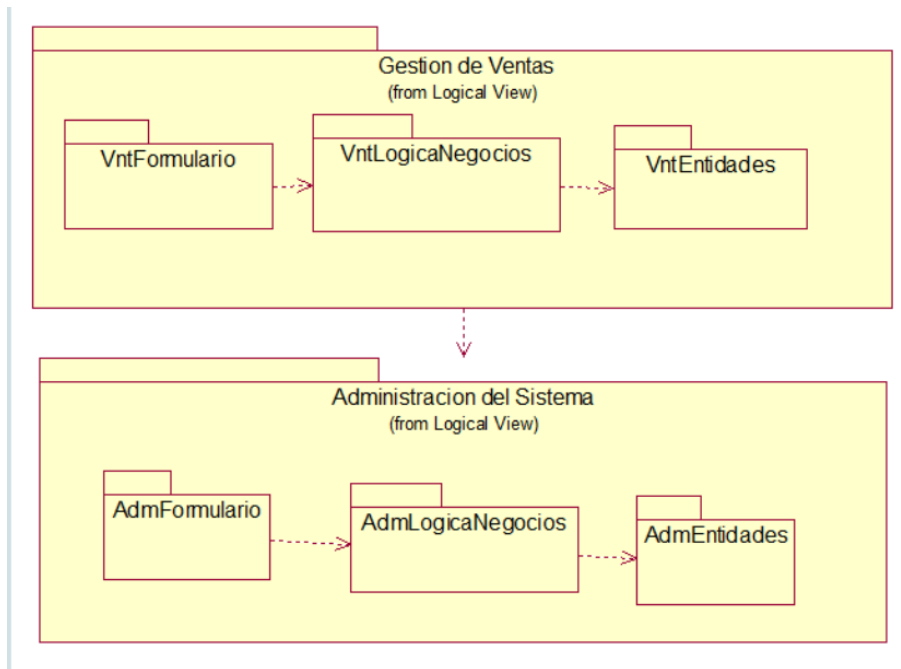 Gestion de Ventas
(from Logical View)
VntFormulario
VntLogicaNegocios
VntEntidades
Administracion del Sistema
(from Logical View)
AdmFormulario
AdmLogicaNegocios
AdmEntidades